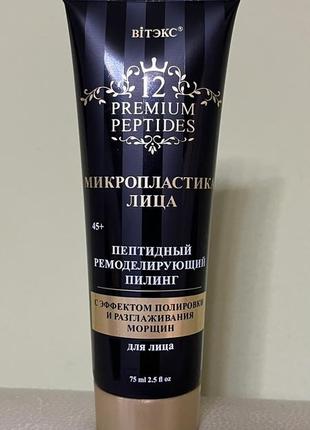 ВIТЭКС®
12
PREMIUM
PEPTIDES
МИКРОПЛАСТИКА
ЛИЦА
45+
ПЕПТИДНЫЙ
РЕМОДЕЛИРУЮЩИЙ
ПИЛИНГ
С ЭФФЕКТОМ ПОЛИРОВКИ
И РАЗГЛАЖИВАНИЯ
МОРЩИН
для лица
75 ml 2.5 fl oz